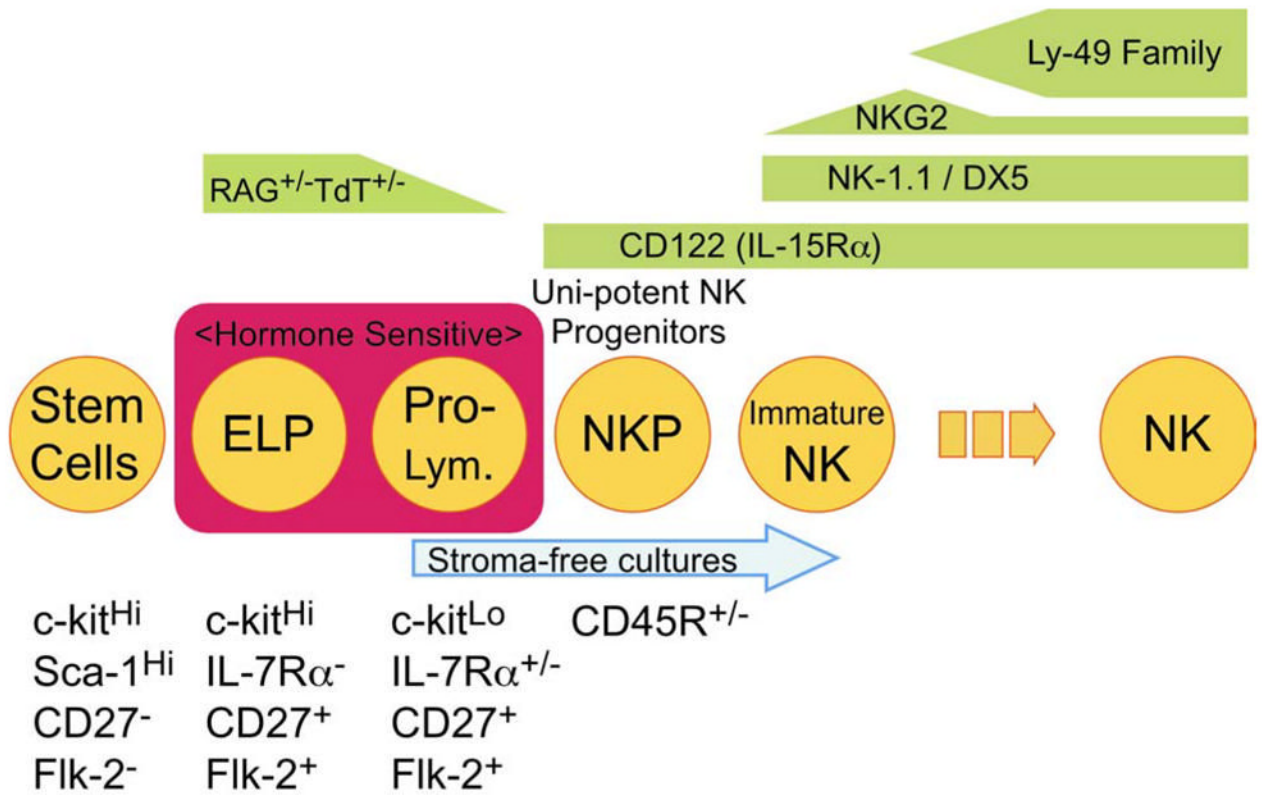 Ly-49 Family
NKG2
RAG+/-TdT+/-
NK-1.1 / DX5
CD122 (IL-15Rα)
Uni-potent NK
Progenitors
<Hormone Sensitive>
Stem
Cells
ELP
Pro-
Lym.
NKP
Immature
NK
NK
Stroma-free cultures
c-kitHi
Sca-1Hi
CD27-
Flk-2-
c-kitHi
IL-7Rα-
CD27+
Flk-2+
c-kitLo
IL-7Rα+/-
CD27+
Flk-2+
CD45R+/-